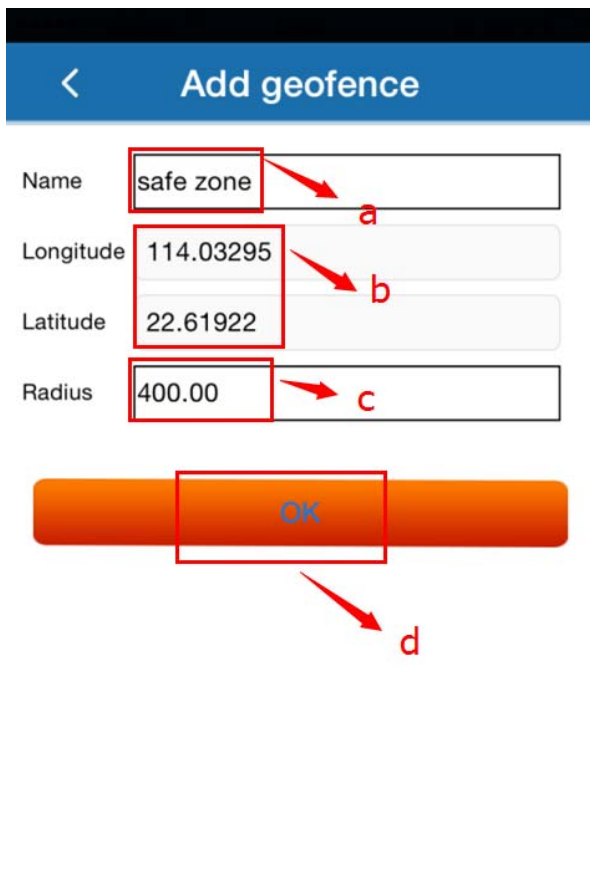 < Add geofence
Name safe zone
a
Longitude 114.03295
b
Latitude 22.61922
Radius 400.00 c
OK
d